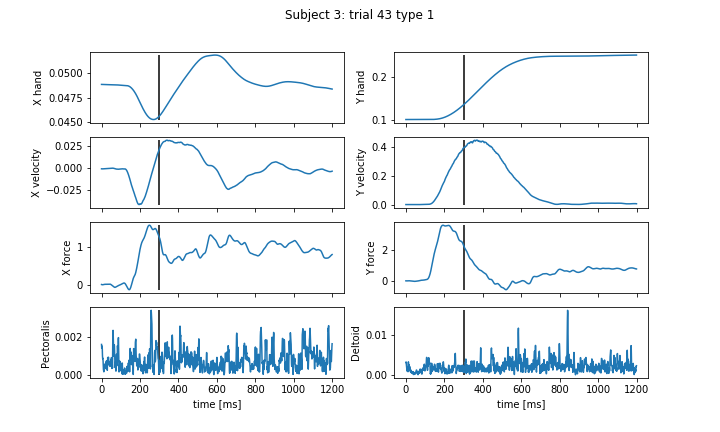 Subject 3: trial 43 type 1
X hand
0.0500
0.0475
0.0450
Y hand
0.2
0.1
X velocity
0.025
0.000
−0.025
Y velocity
0.4
0.2
0.0
X force
1
0
Y force
2
0
Pectoralis
0.002
0.000
0 200 400 600 800 1000 1200
time [ms]
Deltoid
0.01
0.00
0 200 400 600 800 1000 1200
time [ms]